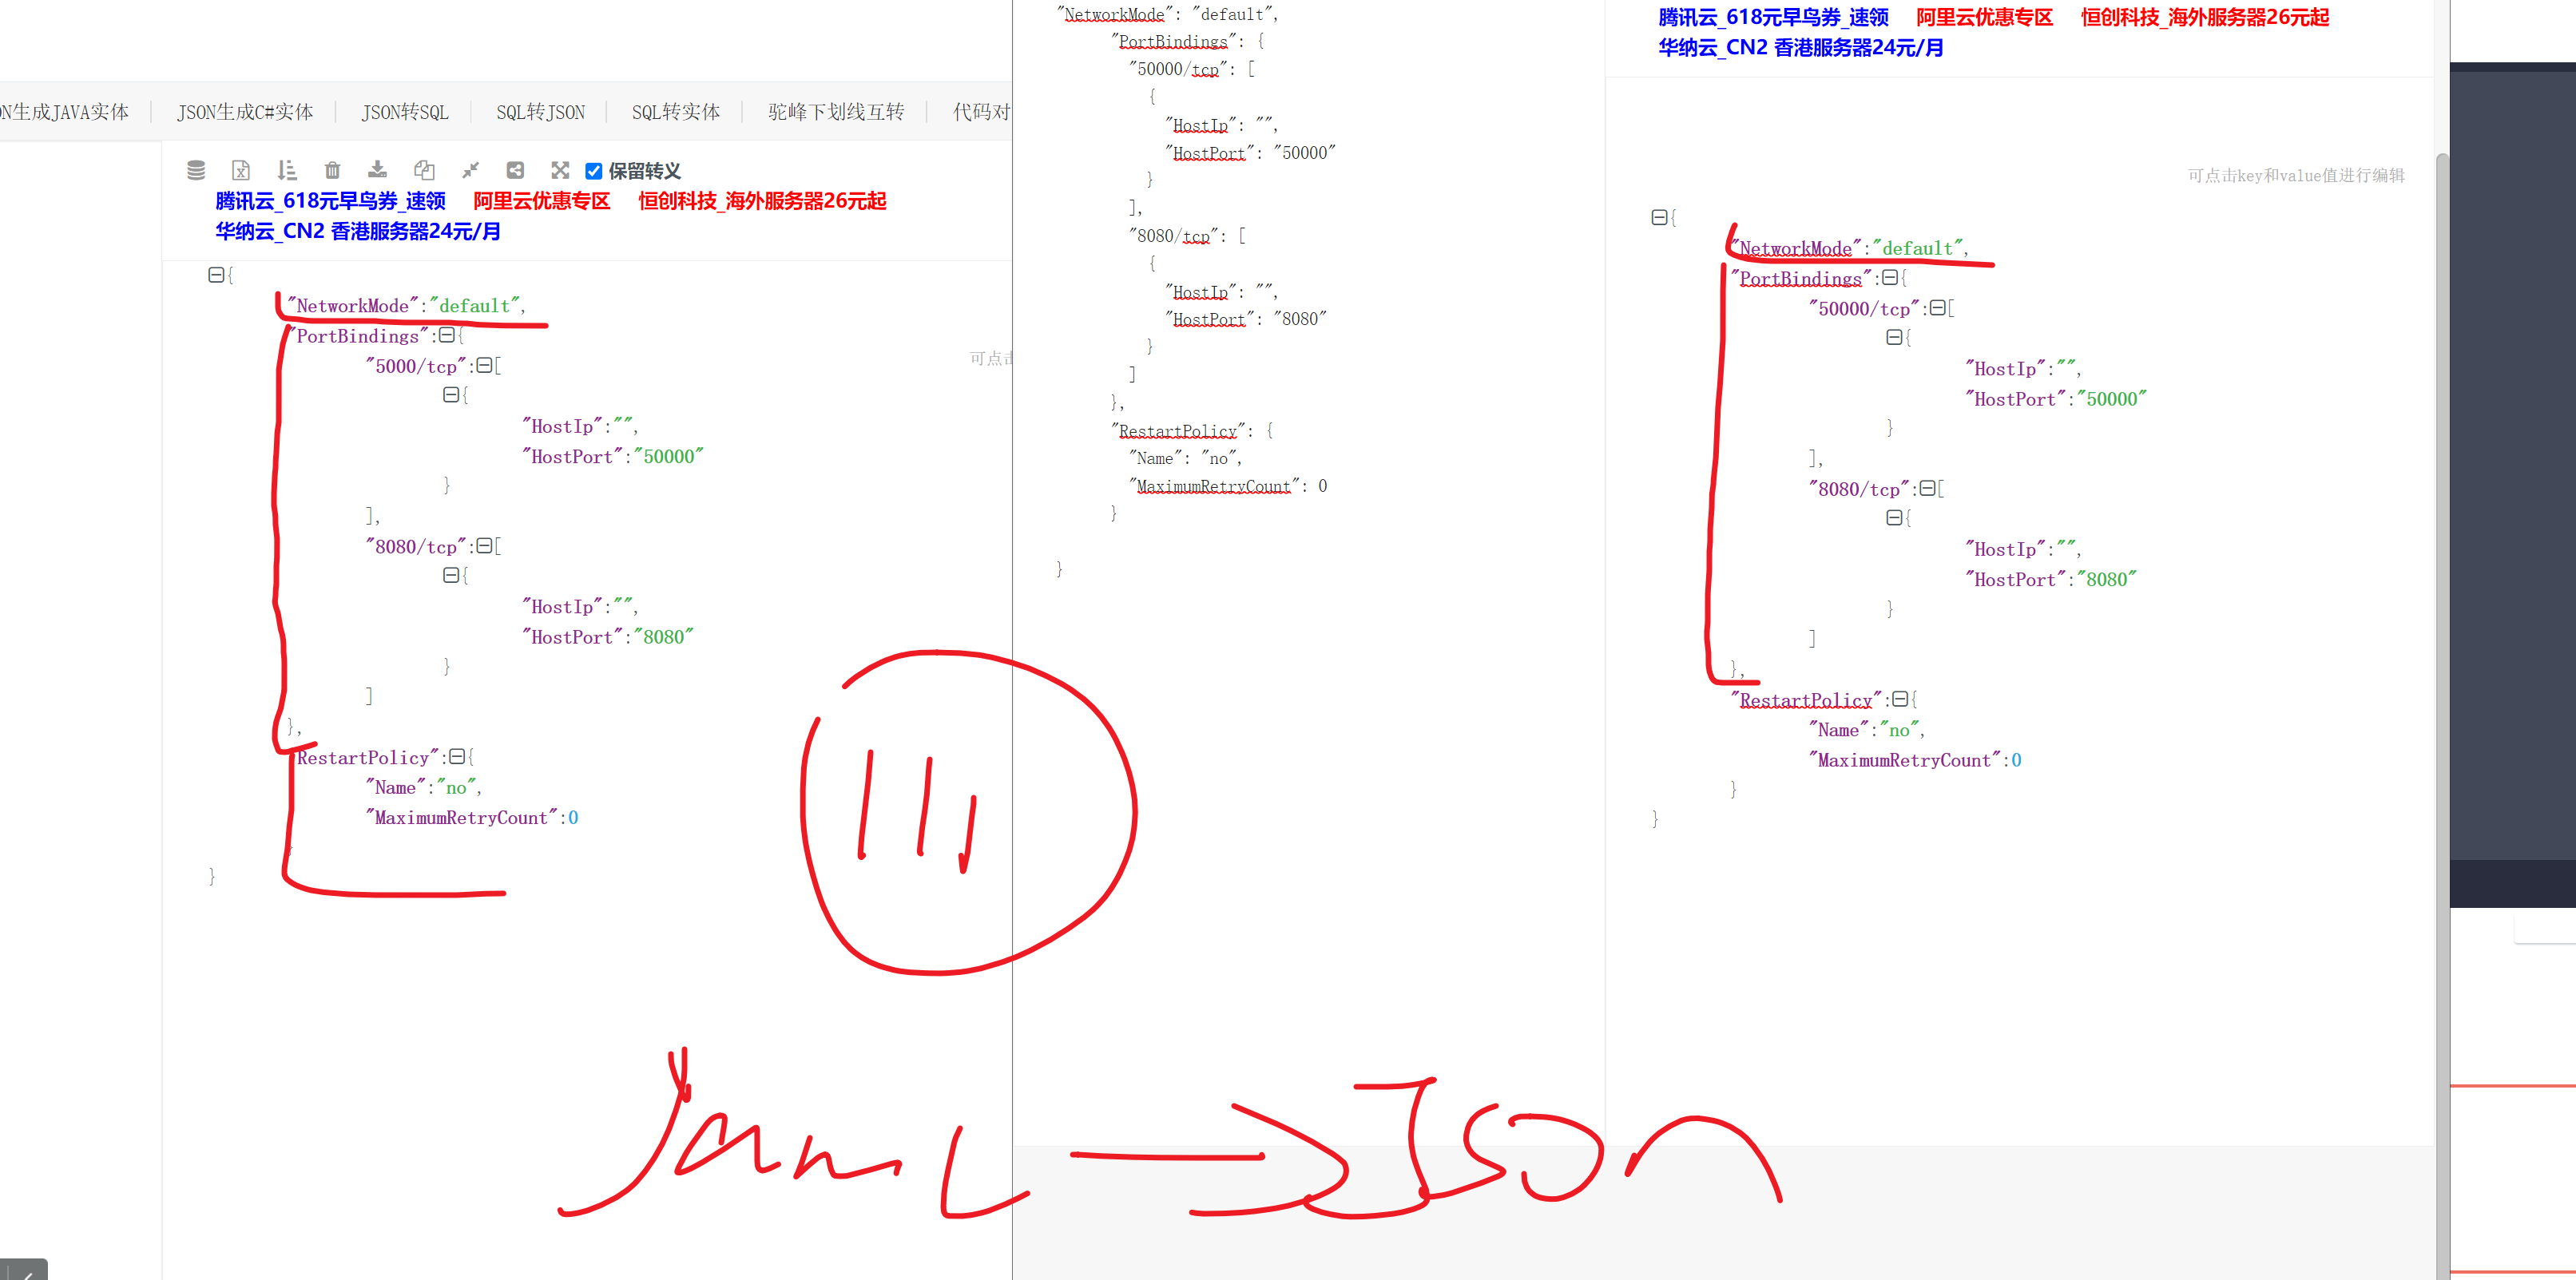 N生成JAVA实体 JSON生成C#实体 JSON转SQL SQL转JSON SQL转实体 驼峰下划线互转 代码对
保留转义
腾讯云_618元早鸟券_速领 阿里云优惠专区 恒创科技_海外服务器26元起
华纳云_CN2 香港服务器24元/月
可点击
{
"NetworkMode":"default",
"PortBindings":{
"5000/tcp":[
{
"HostIp":"",
"HostPort":"50000"
}
],
"8080/tcp":[
{
"HostIp":"",
"HostPort":"8080"
}
]
},
"RestartPolicy":{
"Name":"no",
"MaximumRetryCount":0
}
}
"NetworkMode": "default",
"PortBindings": {
"50000/tcp": [
{
"HostIp": "",
"HostPort": "50000"
}
],
"8080/tcp": [
{
"HostIp": "",
"HostPort": "8080"
}
]
},
"RestartPolicy": {
"Name": "no",
"MaximumRetryCount": 0
}
}
腾讯云_618元早鸟券_速领 阿里云优惠专区 恒创科技_海外服务器26元起
华纳云_CN2 香港服务器24元/月
可点击key和value值进行编辑
{
"NetworkMode":"default",
"PortBindings":{
"50000/tcp":[
{
"HostIp":"",
"HostPort":"50000"
}
],
"8080/tcp":[
{
"HostIp":"",
"HostPort":"8080"
}
]
},
"RestartPolicy":{
"Name":"no",
"MaximumRetryCount":0
}
}
Json